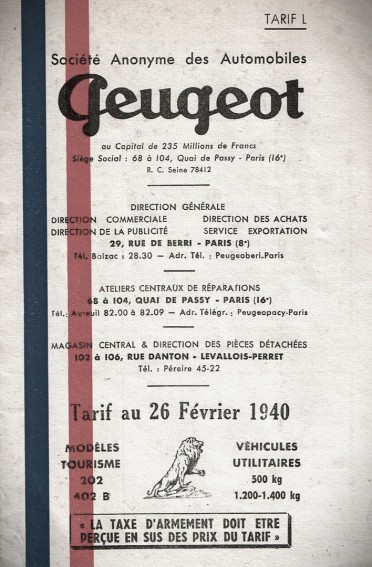 TARIF L
Société Anonyme des Automobiles
Peugeot
au Capital de 235 Millions de Francs
Siège Social : 68 à 104, Quai de Passy - Paris (16e)
R. C. Seine 78412
DIRECTION GÉNÉRALE
DIRECTION COMMERCIALE DIRECTION DES ACHATS
DIRECTION DE LA PUBLICITÉ SERVICE EXPORTATION
29, RUE DE BERRI - PARIS (8e)
Tél. Balzac : 28.30 — Adr. Tél. : Peugeoberi.Paris
ATELIERS CENTRAUX DE RÉPARATIONS
68 à 104, QUAI DE PASSY - PARIS (16e)
Tél. : Auteuil 82.00 à 82.09 — Adr. Télégr. : Peugeopacy-Paris
MAGASIN CENTRAL & DIRECTION DES PIÈCES DÉTACHÉES
102 à 106, RUE DANTON - LEVALLOIS-PERRET
Tél. : Péreire 45-22
Tarif au 26 Février 1940
MODÈLES
TOURISME
202
402 B
VÉHICULES
UTILITAIRES
500 kg
1.200-1.400 kg
« LA TAXE D'ARMEMENT DOIT ETRE
PERÇUE EN SUS DES PRIX DU TARIF »